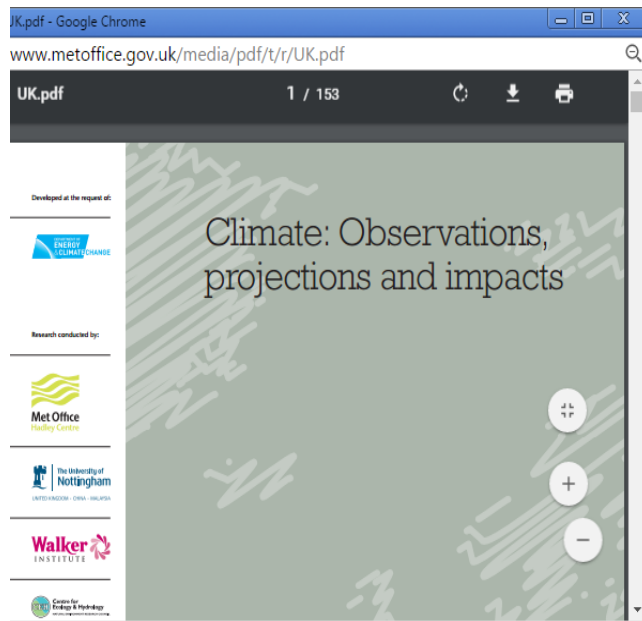 JK.pdf - Google Chrome
www.metoffice.gov.uk/media/pdf/t/r/UK.pdf
UK.pdf
1 / 153
Developed at the request of:
DEPARTMENT OF
ENERGY
&CLIMATE CHANGE
Climate: Observations,
projections and impacts
Research conducted by:
Met Office
Hadley Centre
The University of
Nottingham
UNITED KINGDOM · CHINA · MALAYSIA
Walker
INSTITUTE
Centre for
Ecology & Hydrology